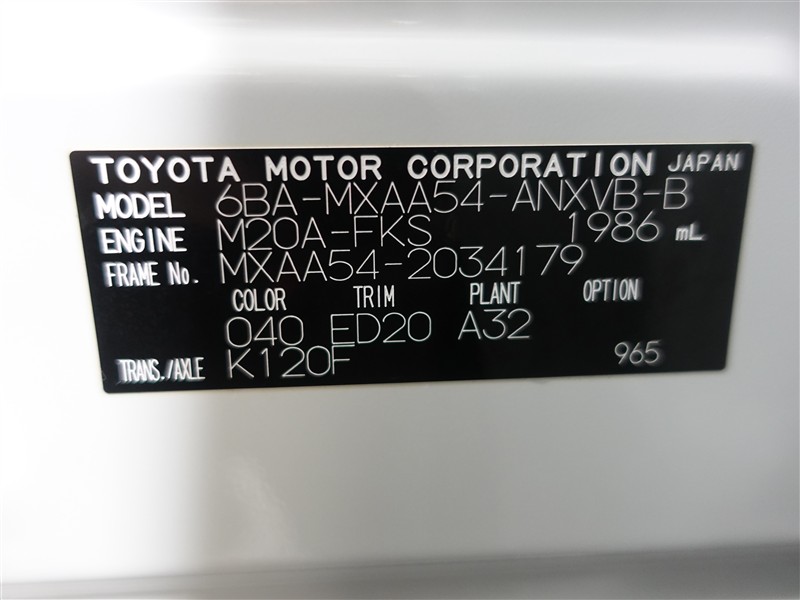 TOYOTA MOTOR CORPORATION JAPAN
MODEL 6BA-MXAA54-ANXVB-B
ENGINE M20A-FKS 1986 mL
FRAME No. MXAA54-2034179
COLOR TRIM PLANT OPTION
040 ED20 A32
TRANS./AXLE K120F 965